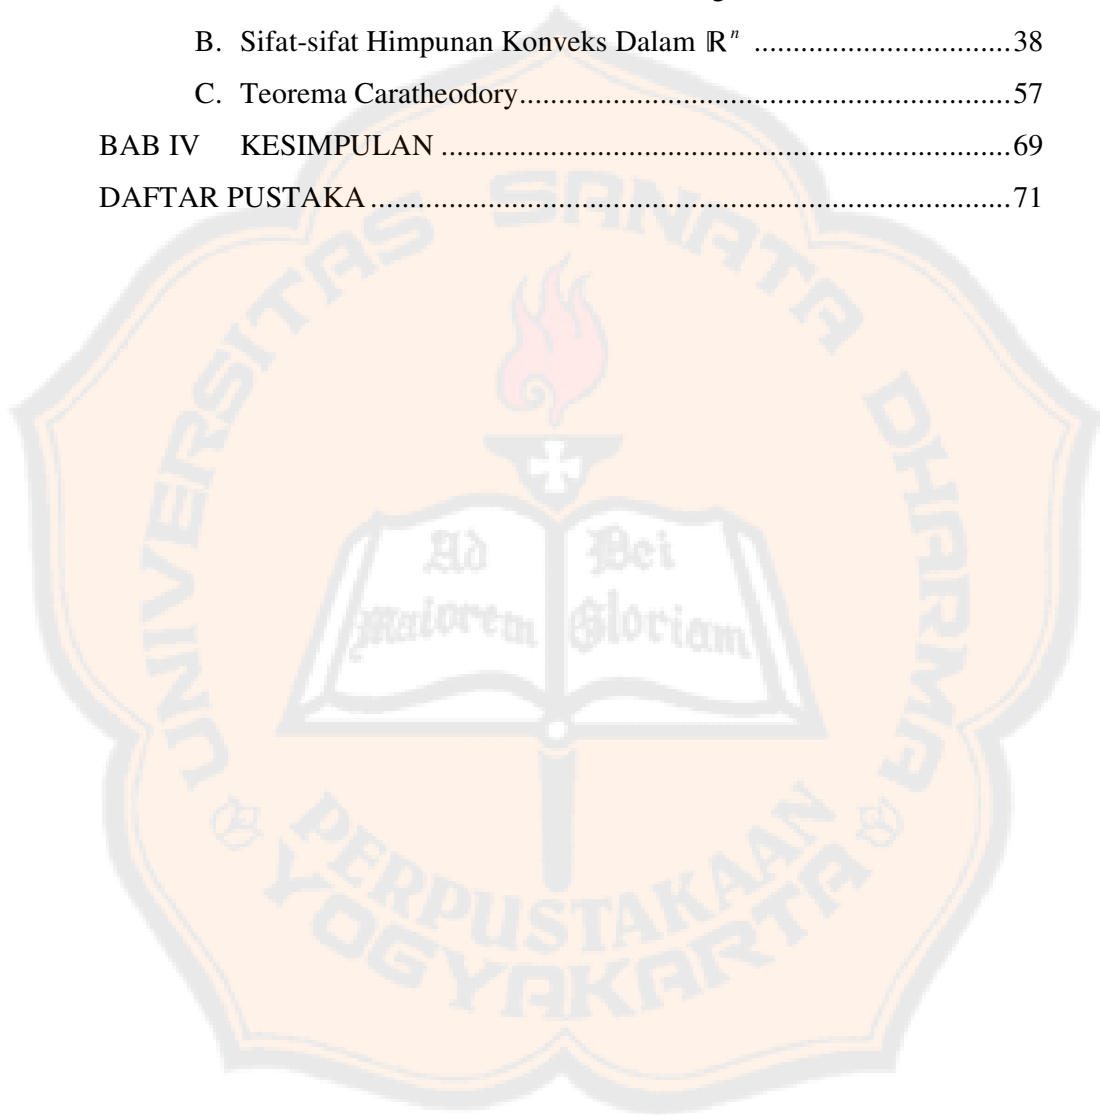 B. Sifat-sifat Himpunan Konveks Dalam ℝⁿ .................................38
C. Teorema Caratheodory...............................................................57
BAB IV KESIMPULAN .........................................................................69
DAFTAR PUSTAKA ..................................................................................71
UNIVERSITAS SANATA DHARMA
Ad Dei
Maiorem Gloriam
PERPUSTAKAAN
YOGYAKARTA